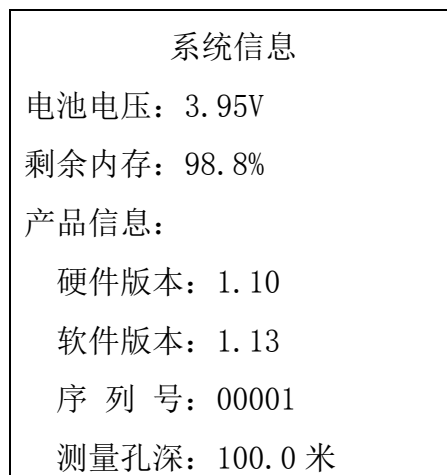 系统信息
电池电压：3.95V
剩余内存：98.8%
产品信息：
硬件版本：1.10
软件版本：1.13
序 列 号：00001
测量孔深：100.0 米